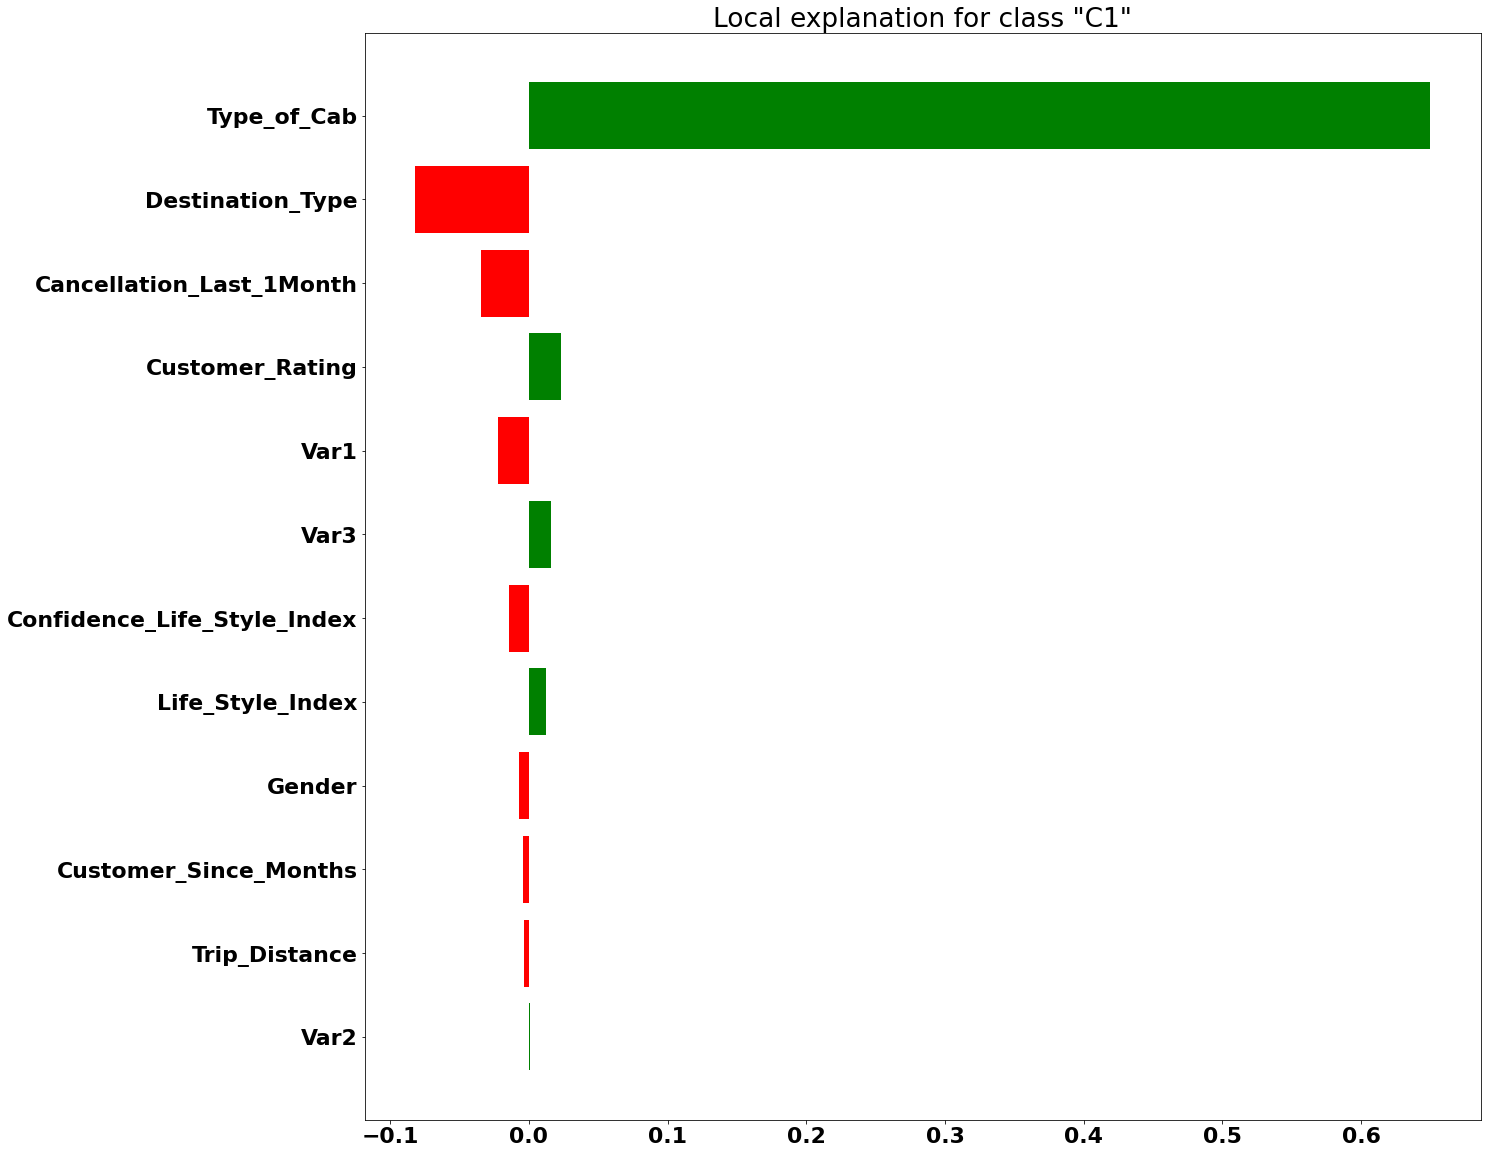 Local explanation for class "C1"
Type_of_Cab
Destination_Type
Cancellation_Last_1Month
Customer_Rating
Var1
Var3
Confidence_Life_Style_Index
Life_Style_Index
Gender
Customer_Since_Months
Trip_Distance
Var2
−0.1 0.0 0.1 0.2 0.3 0.4 0.5 0.6